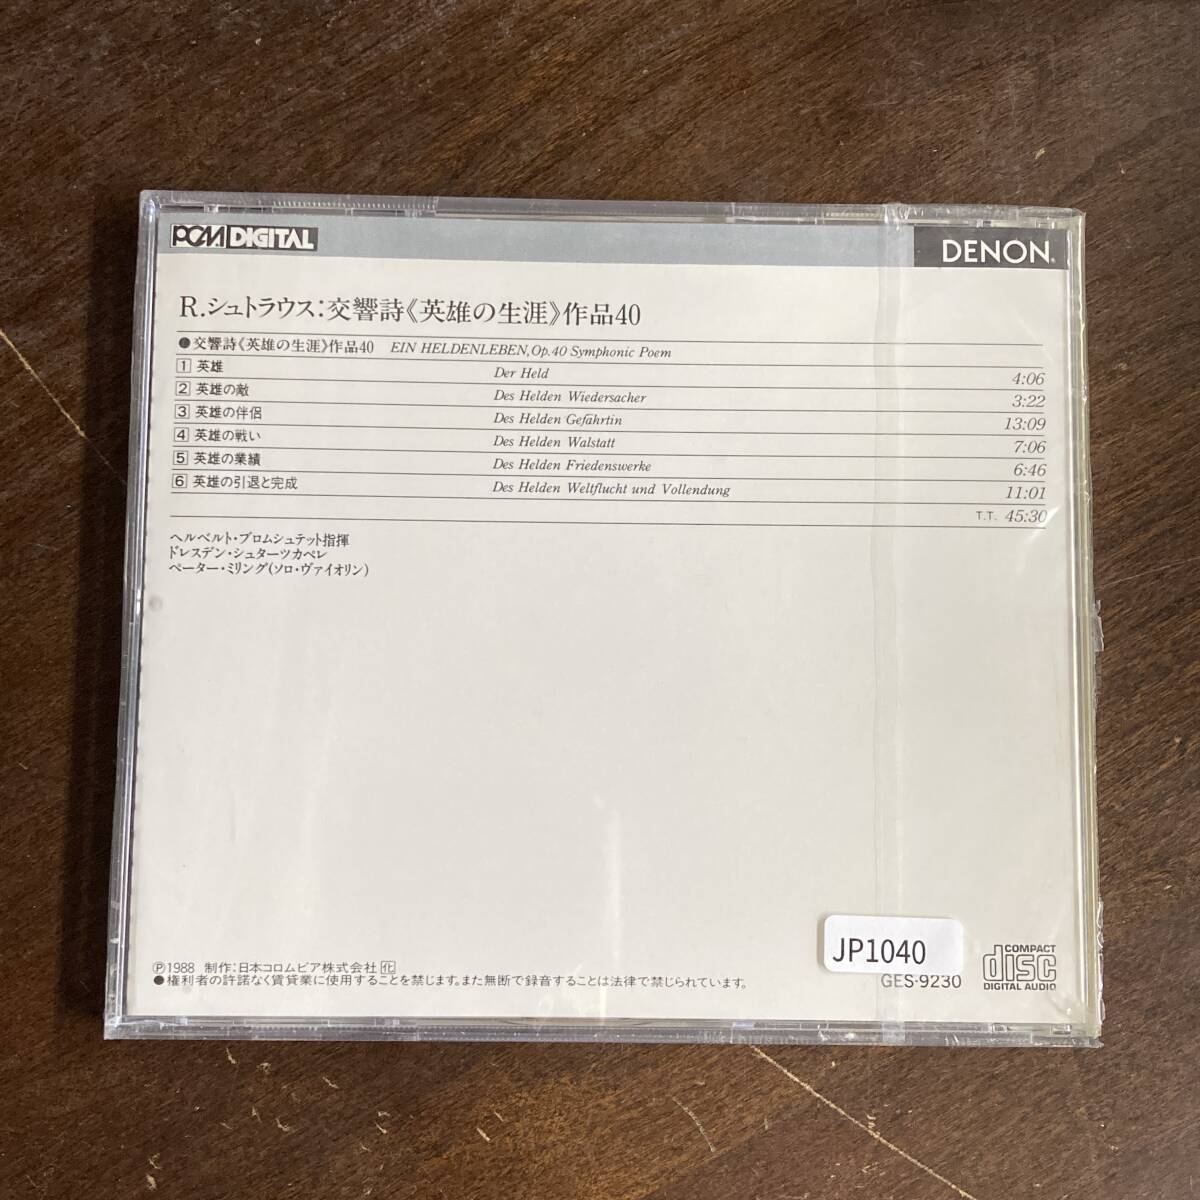 PCM DIGITAL
DENON
R.シュトラウス:交響詩《英雄の生涯》作品40
●交響詩《英雄の生涯》作品40 EIN HELDENLEBEN,Op.40 Symphonic Poem
1 英雄 Der Held 4:06
2 英雄の敵 Des Helden Wiedersacher 3:22
3 英雄の伴侶 Des Helden Gefährtin 13:09
4 英雄の戦い Des Helden Walstatt 7:06
5 英雄の業績 Des Helden Friedenswerke 6:46
6 英雄の引退と完成 Des Helden Weltflucht und Vollendung 11:01
T.T. 45:30
ヘルベルト・ブロムシュテット指揮
ドレスデン・シュターツカペレ
ペーター・ミリング(ソロ・ヴァイオリン)
℗1988 制作:日本コロムビア株式会社 化
●権利者の許諾なく賃貸業に使用することを禁じます。また無断で録音することは法律で禁じられています。
JP1040
GES-9230
COMPACT
disc
DIGITAL AUDIO